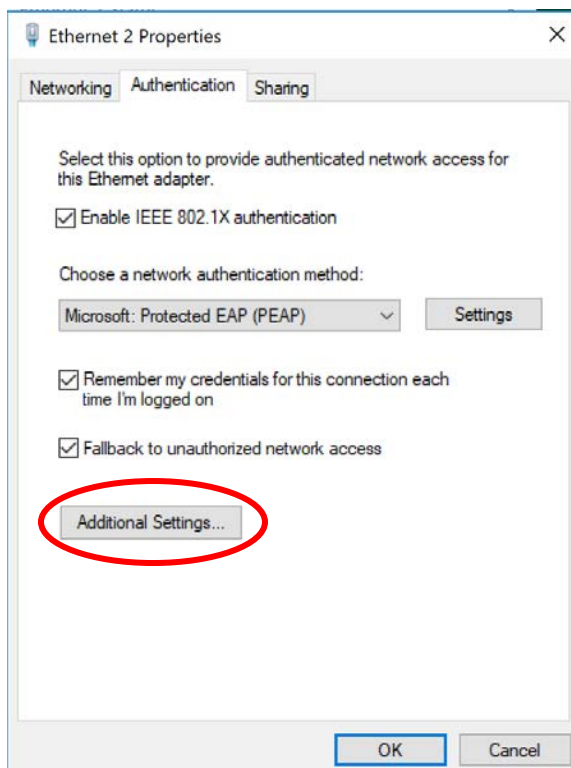 Ethernet 2 Properties
Networking Authentication Sharing
Select this option to provide authenticated network access for
this Ethernet adapter.
Enable IEEE 802.1X authentication
Choose a network authentication method:
Microsoft: Protected EAP (PEAP) Settings
Remember my credentials for this connection each
time I'm logged on
Fallback to unauthorized network access
Additional Settings...
OK Cancel